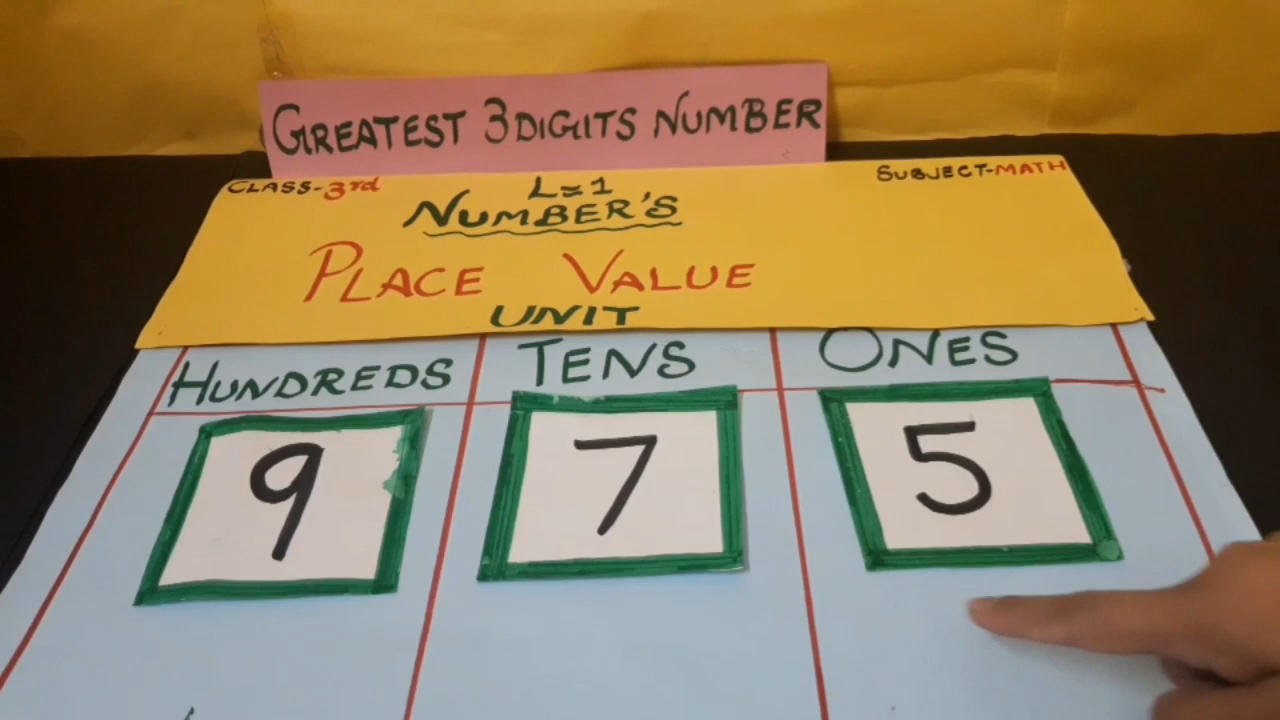 GREATEST 3DIGITS NUMBER
CLASS-3rd L=1 SUBJECT-MATH
NUMBER'S
PLACE VALUE
UNIT
HUNDREDS TENS ONES
9 7 5